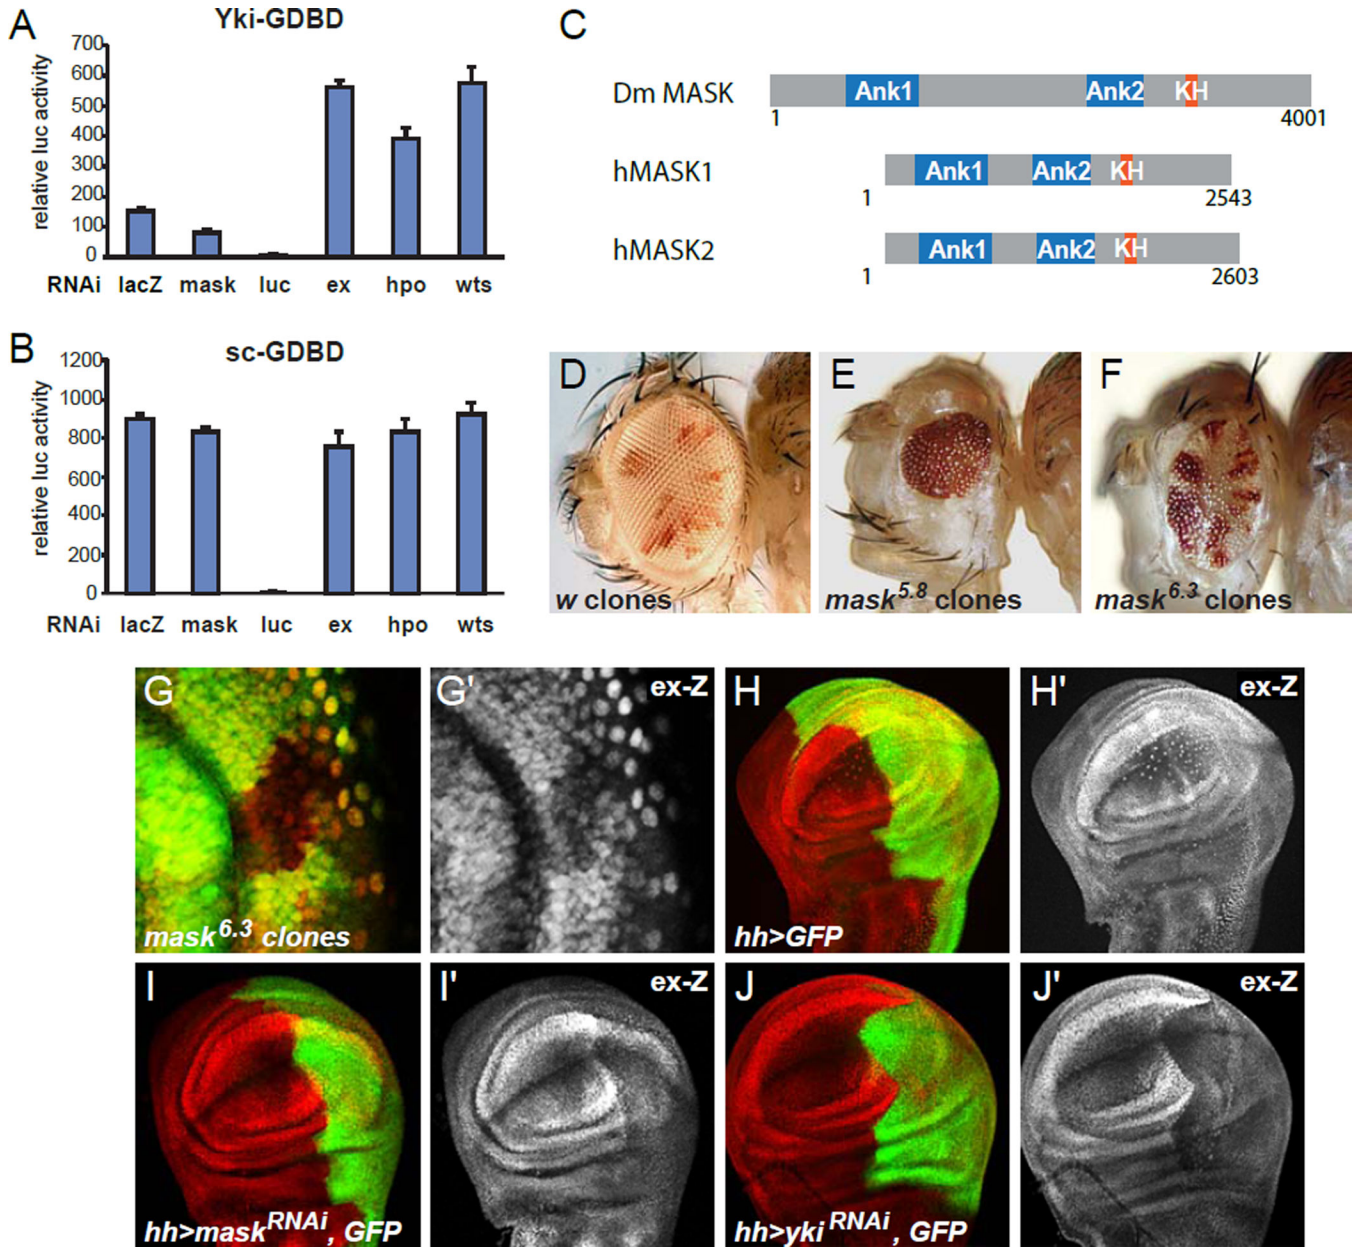 A
Yki-GDBD
relative luc activity
700
600
500
400
300
200
100
0
RNAi lacZ mask luc ex hpo wts
B
sc-GDBD
relative luc activity
1200
1000
800
600
400
200
0
RNAi lacZ mask luc ex hpo wts
C
Dm MASK Ank1 Ank2 KH
1 4001
hMASK1 Ank1 Ank2 KH
1 2543
hMASK2 Ank1 Ank2 KH
1 2603
D
w clones
E
mask5.8 clones
F
mask6.3 clones
G
mask6.3 clones
G' ex-Z
H
hh>GFP
H' ex-Z
I
hh>maskRNAi, GFP
I' ex-Z
J
hh>ykiRNAi, GFP
J' ex-Z